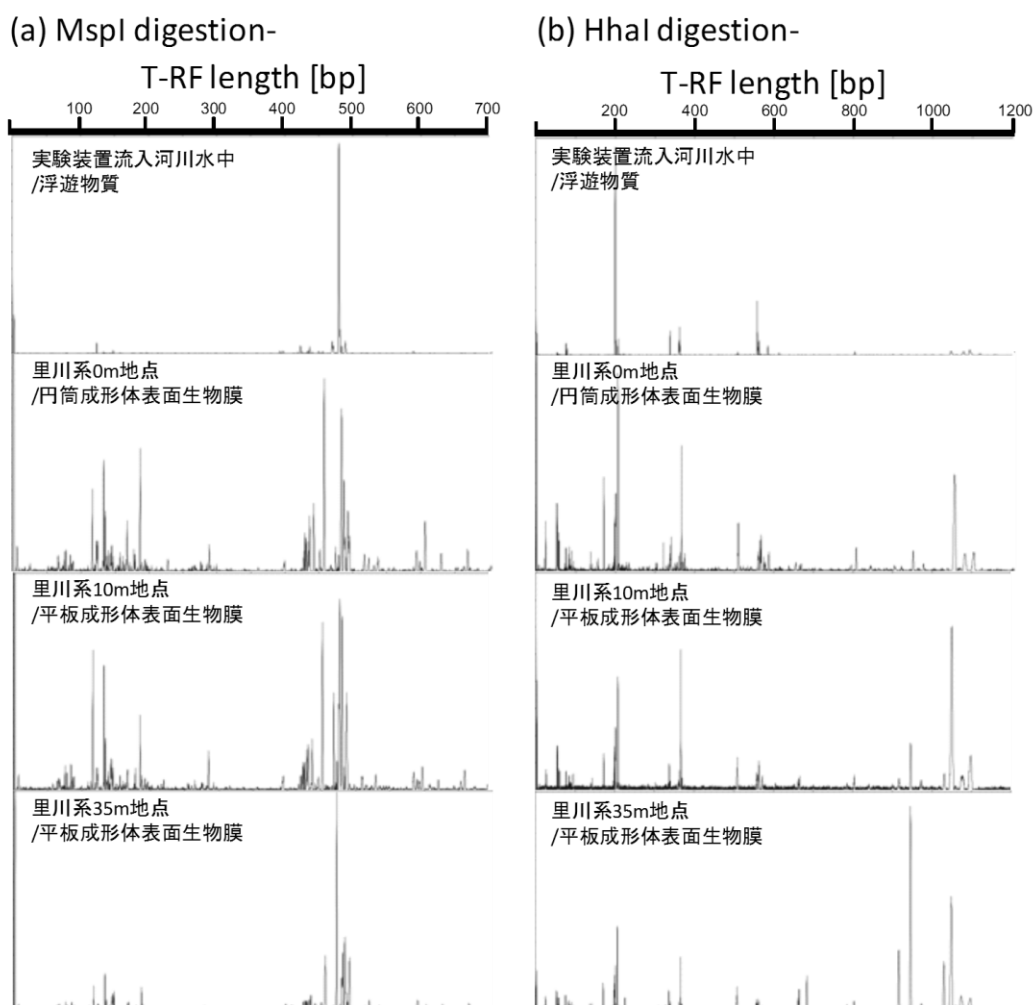 (a) MspI digestion-
T-RF length [bp]
100 200 300 400 500 600 700
実験装置流入河川水中
/浮遊物質
里川系0m地点
/円筒成形体表面生物膜
里川系10m地点
/平板成形体表面生物膜
里川系35m地点
/平板成形体表面生物膜
(b) HhaI digestion-
T-RF length [bp]
200 400 600 800 1000 1200
実験装置流入河川水中
/浮遊物質
里川系0m地点
/円筒成形体表面生物膜
里川系10m地点
/平板成形体表面生物膜
里川系35m地点
/平板成形体表面生物膜